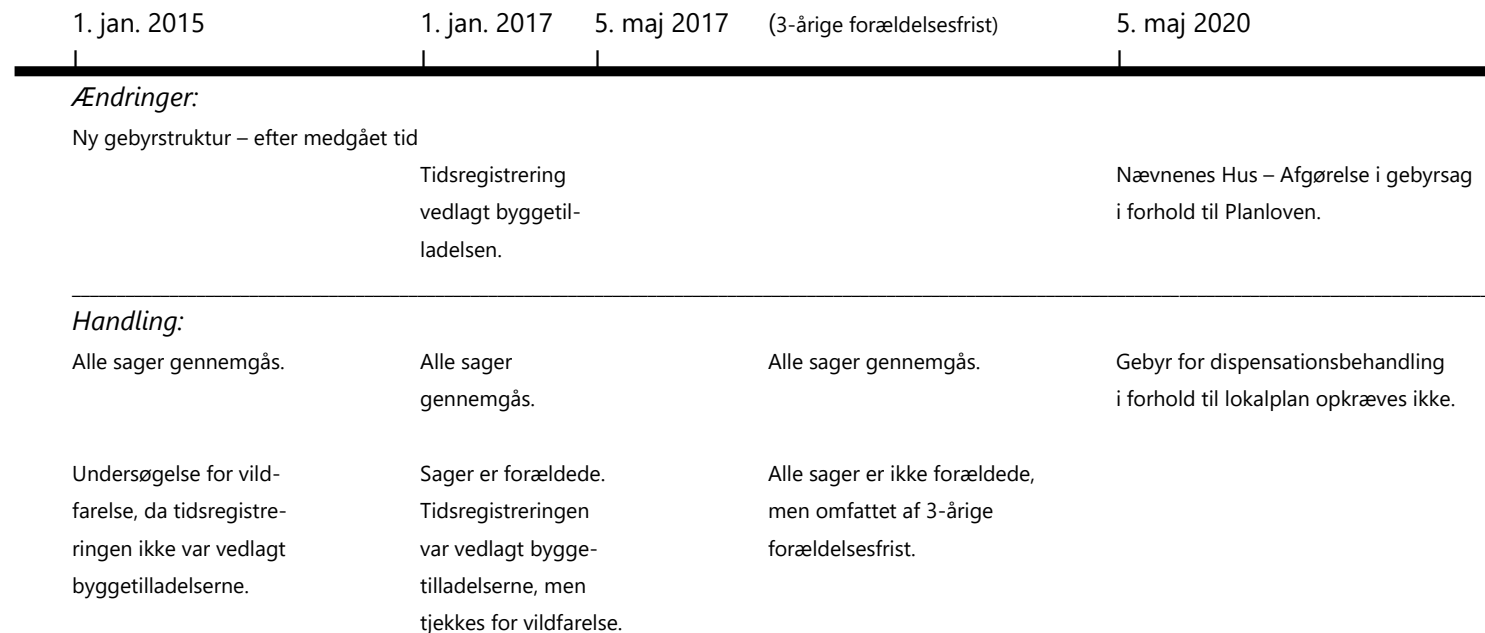 1. jan. 2015 1. jan. 2017 5. maj 2017 (3-årige forældelsesfrist) 5. maj 2020
Ændringer:
Ny gebyrstruktur – efter medgået tid
Tidsregistrering Nævnenes Hus – Afgørelse i gebyrsag
vedlagt byggetil- i forhold til Planloven.
ladelsen.
Handling:
Alle sager gennemgås. Alle sager Alle sager gennemgås. Gebyr for dispensationsbehandling
gennemgås. i forhold til lokalplan opkræves ikke.
Undersøgelse for vild- Sager er forældede. Alle sager er ikke forældede,
farelse, da tidsregistre- Tidsregistreringen men omfattet af 3-årige
ringen ikke var vedlagt var vedlagt bygge- forældelsesfrist.
byggetilladelserne. tilladelserne, men
tjekkes for vildfarelse.